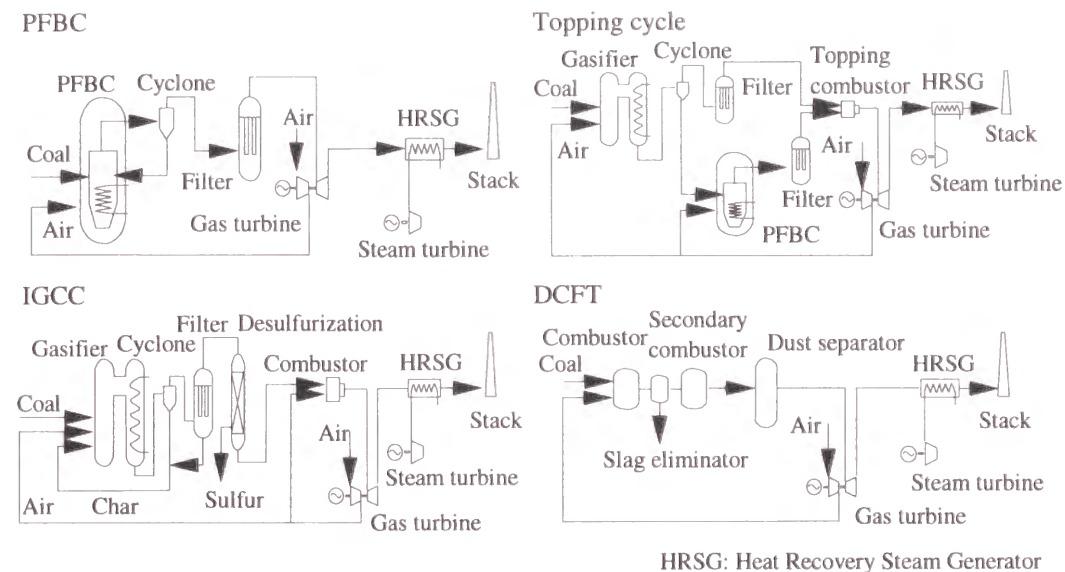 PFBC
PFBC
Cyclone
Air
HRSG
Coal
Filter
Stack
Air
Gas turbine
Steam turbine
Topping cycle
Gasifier
Cyclone
Topping
combustor
HRSG
Coal
Filter
Air
Air
Stack
Filter
Steam turbine
PFBC
Gas turbine
IGCC
Filter
Desulfurization
Gasifier
Cyclone
Combustor
HRSG
Coal
Stack
Air
Steam turbine
Air
Char
Sulfur
Gas turbine
DCFT
Combustor
Secondary
combustor
Dust separator
Coal
HRSG
Air
Stack
Slag eliminator
Steam turbine
Gas turbine
HRSG: Heat Recovery Steam Generator